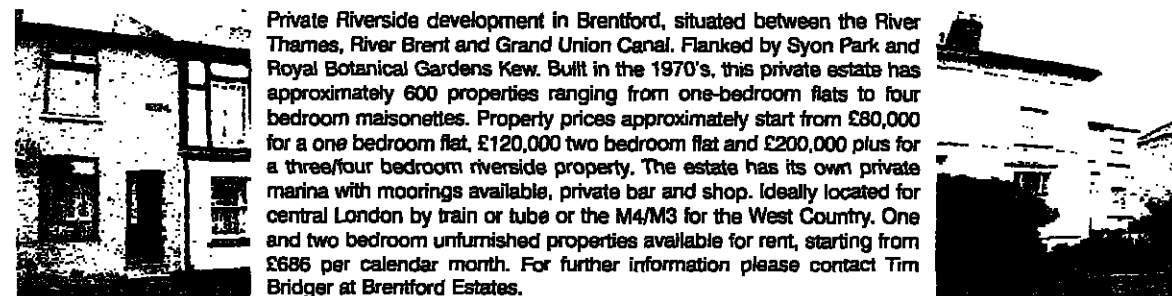 Private Riverside development in Brentford, situated between the River
Thames, River Brent and Grand Union Canal. Flanked by Syon Park and
Royal Botanical Gardens Kew. Built in the 1970's, this private estate has
approximately 600 properties ranging from one-bedroom flats to four
bedroom maisonettes. Property prices approximately start from £80,000
for a one bedroom flat, £120,000 two bedroom flat and £200,000 plus for
a three/four bedroom riverside property. The estate has its own private
marina with moorings available, private bar and shop. Ideally located for
central London by train or tube or the M4/M3 for the West Country. One
and two bedroom unfurnished properties available for rent, starting from
£686 per calendar month. For further information please contact Tim
Bridger at Brentford Estates.